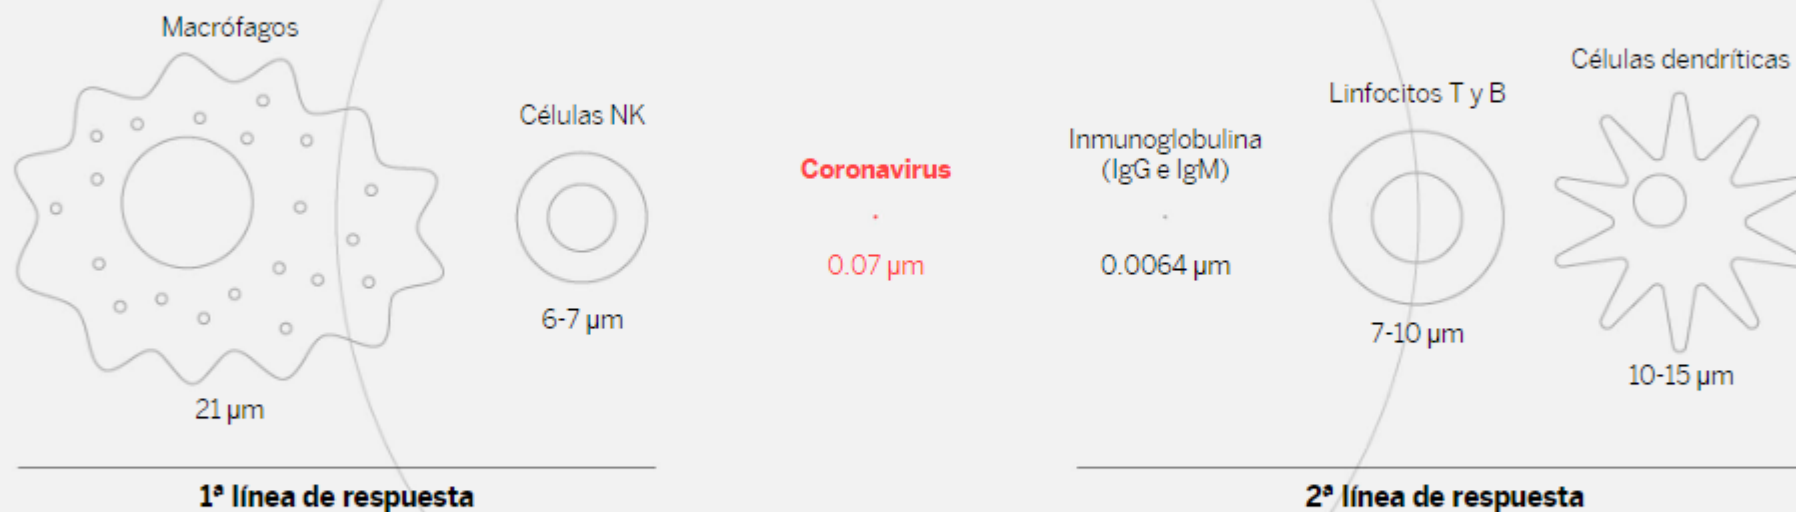 Macrófagos
21 µm
Células NK
6-7 µm
1ª línea de respuesta
Coronavirus
0.07 µm
Inmunoglobulina
(IgG e IgM)
0.0064 µm
Linfocitos T y B
7-10 µm
Células dendríticas
10-15 µm
2ª línea de respuesta